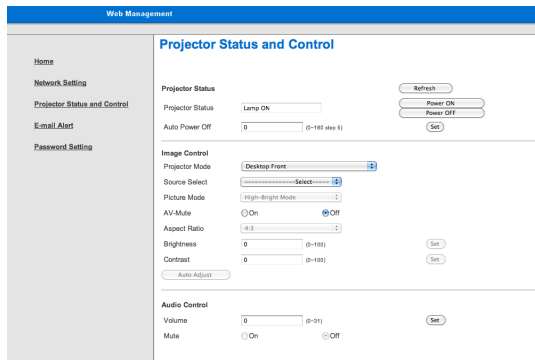 Web Management
Projector Status and Control
Home
Network Setting
Projector Status and Control
E-mail Alert
Password Setting
Projector Status
Refresh
Projector Status
Lamp ON
Power ON
Power OFF
Auto Power Off
0
(0~180 step 5)
Set
Image Control
Projector Mode
Desktop Front
Source Select
----------------Select-----
Picture Mode
High-Bright Mode
AV-Mute
On
Off
Aspect Ratio
4:3
Brightness
0
(0~100)
Set
Contrast
0
(0~100)
Set
Auto Adjust
Audio Control
Volume
0
(0~31)
Set
Mute
On
Off